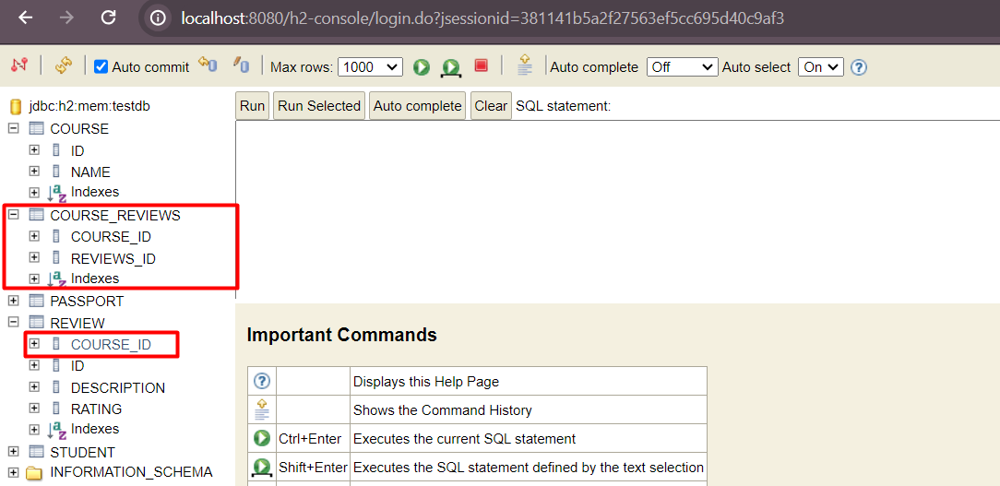 localhost:8080/h2-console/login.do?jsessionid=381141b5a2f27563ef5cc695d40c9af3
Auto commit Max rows: 1000 Auto complete Off Auto select On ?
jdbc:h2:mem:testdb
Run Run Selected Auto complete Clear SQL statement:
COURSE
ID
NAME
Indexes
COURSE_REVIEWS
COURSE_ID
REVIEWS_ID
Indexes
PASSPORT
REVIEW
COURSE_ID
ID
DESCRIPTION
RATING
Indexes
STUDENT
INFORMATION_SCHEMA
Important Commands
? Displays this Help Page
Shows the Command History
Ctrl+Enter Executes the current SQL statement
Shift+Enter Executes the SQL statement defined by the text selection